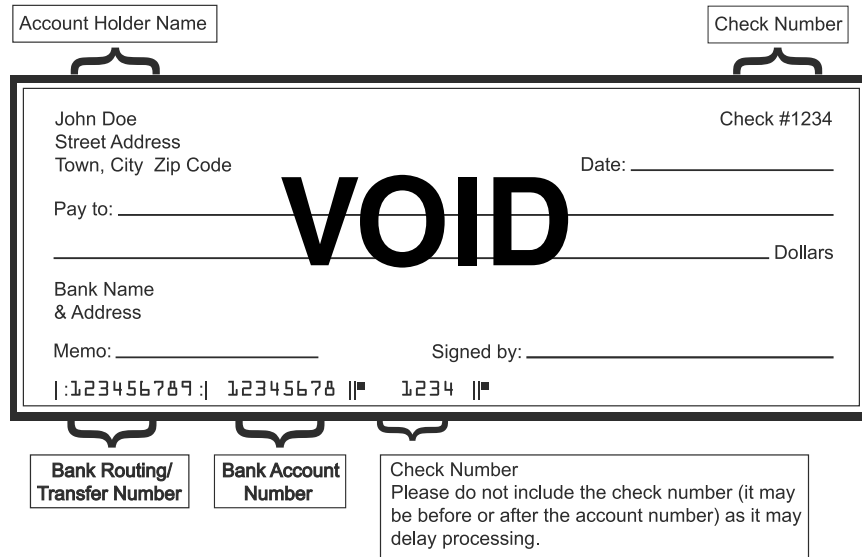 Account Holder Name
Check Number
John Doe
Check #1234
Street Address
Town, City Zip Code
Date:
VOID
Pay to:
Dollars
Bank Name
& Address
Memo:
Signed by:
|:123456789:| 12345678 ||■ 1234 ||■
Bank Routing/
Transfer Number
Bank Account
Number
Check Number
Please do not include the check number (it may
be before or after the account number) as it may
delay processing.